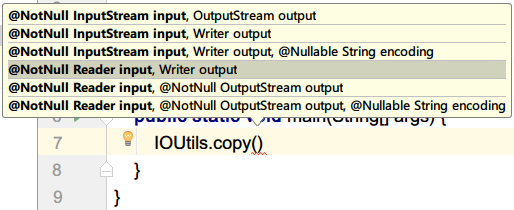 @NotNull InputStream input, OutputStream output
@NotNull InputStream input, Writer output
@NotNull InputStream input, Writer output, @Nullable String encoding
@NotNull Reader input, Writer output
@NotNull Reader input, @NotNull OutputStream output
@NotNull Reader input, @NotNull OutputStream output, @Nullable String encoding
public static void main(String[] args) {
7 IOUtils.copy()
8 }
9 }